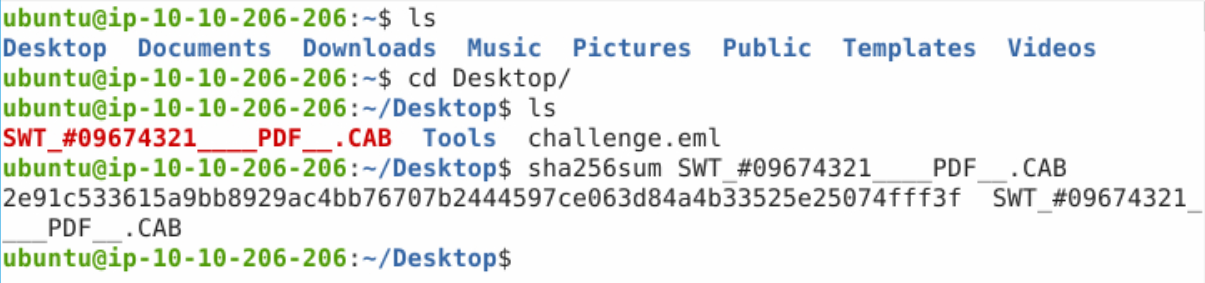 ubuntu@ip-10-10-206-206:~$ ls
Desktop  Documents  Downloads  Music  Pictures  Public  Templates  Videos
ubuntu@ip-10-10-206-206:~$ cd Desktop/
ubuntu@ip-10-10-206-206:~/Desktop$ ls
SWT_#09674321____PDF__.CAB  Tools  challenge.eml
ubuntu@ip-10-10-206-206:~/Desktop$ sha256sum SWT_#09674321____PDF__.CAB
2e91c533615a9bb8929ac4bb76707b2444597ce063d84a4b33525e25074fff3f  SWT_#09674321_
___PDF__.CAB
ubuntu@ip-10-10-206-206:~/Desktop$